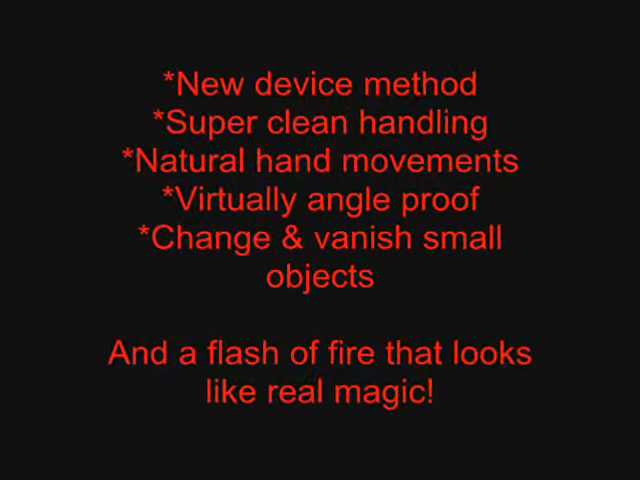 *New device method
*Super clean handling
*Natural hand movements
*Virtually angle proof
*Change & vanish small
objects
And a flash of fire that looks
like real magic!